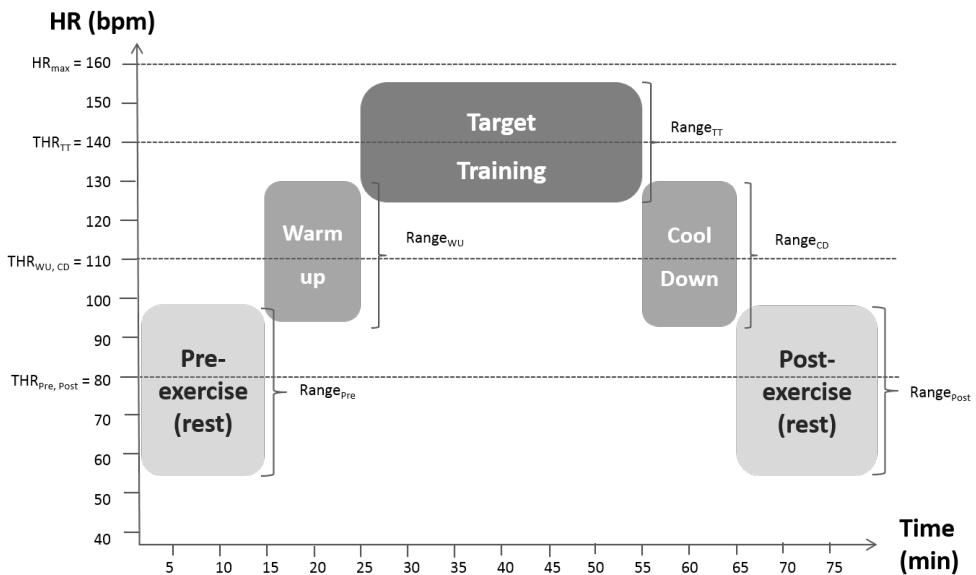 HR (bpm)
HRmax = 160
150
THRTT = 140
130
120
THRWU, CD = 110
100
90
THRPre, Post = 80
70
60
50
40
Target
Training
RangeTT
Warm
up
RangeWU
Cool
Down
RangeCD
Pre-
exercise
(rest)
RangePre
Post-
exercise
(rest)
RangePost
5 10 15 20 25 30 35 40 45 50 55 60 65 70 75
Time
(min)